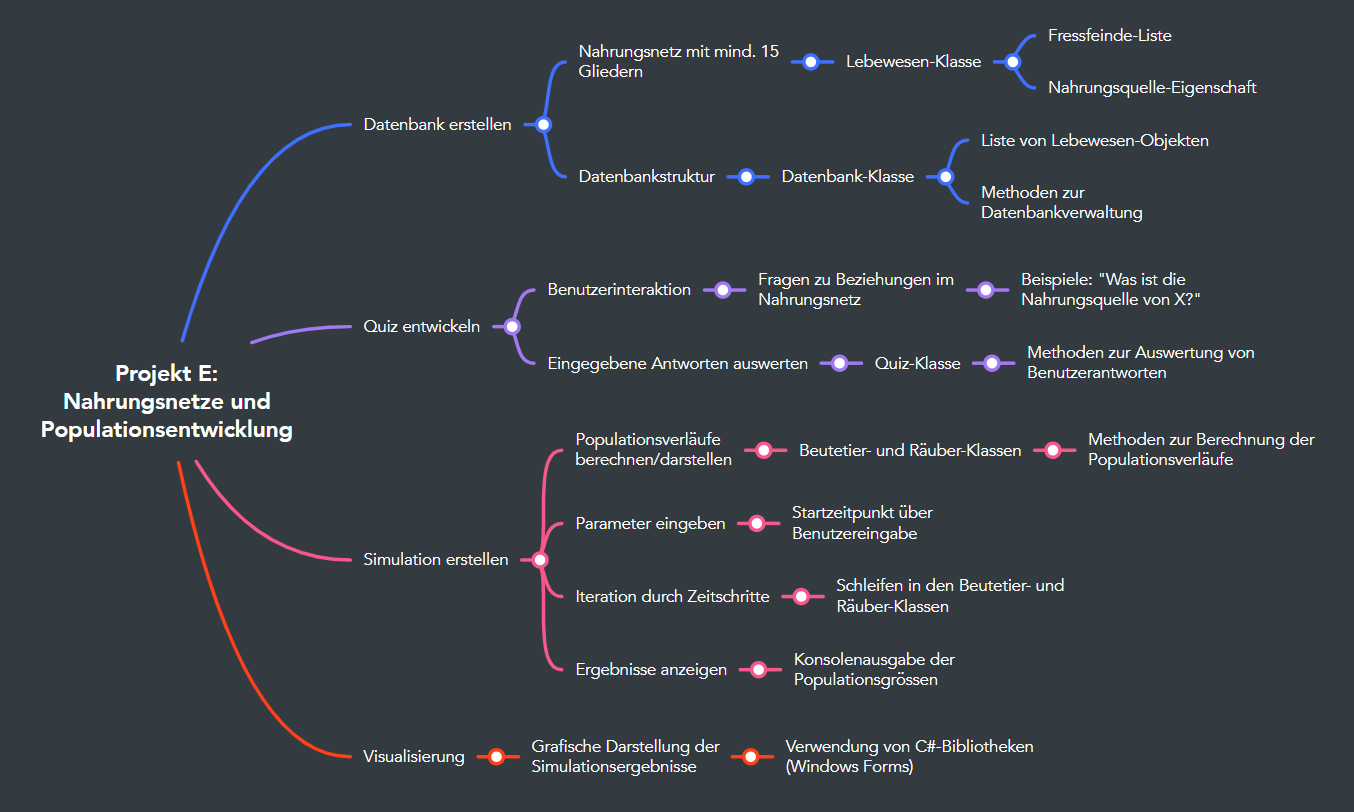 Projekt E:
Nahrungsnetze und
Populationsentwicklung
Datenbank erstellen
Nahrungsnetz mit mind. 15
Gliedern
Lebewesen-Klasse
Fressfeinde-Liste
Nahrungsquelle-Eigenschaft
Datenbankstruktur
Datenbank-Klasse
Liste von Lebewesen-Objekten
Methoden zur
Datenbankverwaltung
Quiz entwickeln
Benutzerinteraktion
Fragen zu Beziehungen im
Nahrungsnetz
Beispiele: "Was ist die
Nahrungsquelle von X?"
Eingegebene Antworten auswerten
Quiz-Klasse
Methoden zur Auswertung von
Benutzerantworten
Simulation erstellen
Populationsverläufe
berechnen/darstellen
Beutetier- und Räuber-Klassen
Methoden zur Berechnung der
Populationsverläufe
Parameter eingeben
Startzeitpunkt über
Benutzereingabe
Iteration durch Zeitschritte
Schleifen in den Beutetier- und
Räuber-Klassen
Ergebnisse anzeigen
Konsolenausgabe der
Populationsgrössen
Visualisierung
Grafische Darstellung der
Simulationsergebnisse
Verwendung von C#-Bibliotheken
(Windows Forms)